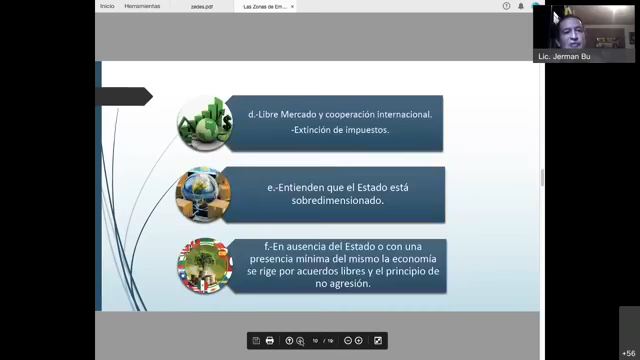 Inicio Herramientas zedes.pdf Las Zonas de Em... ×
Lic. Jerman Bu
d.-Libre Mercado y cooperación internacional.
-Extinción de impuestos.
e.-Entienden que el Estado está
sobredimensionado.
f.-En ausencia del Estado o con una
presencia mínima del mismo la economía
se rige por acuerdos libres y el principio de
no agresión.
10 / 19
+56